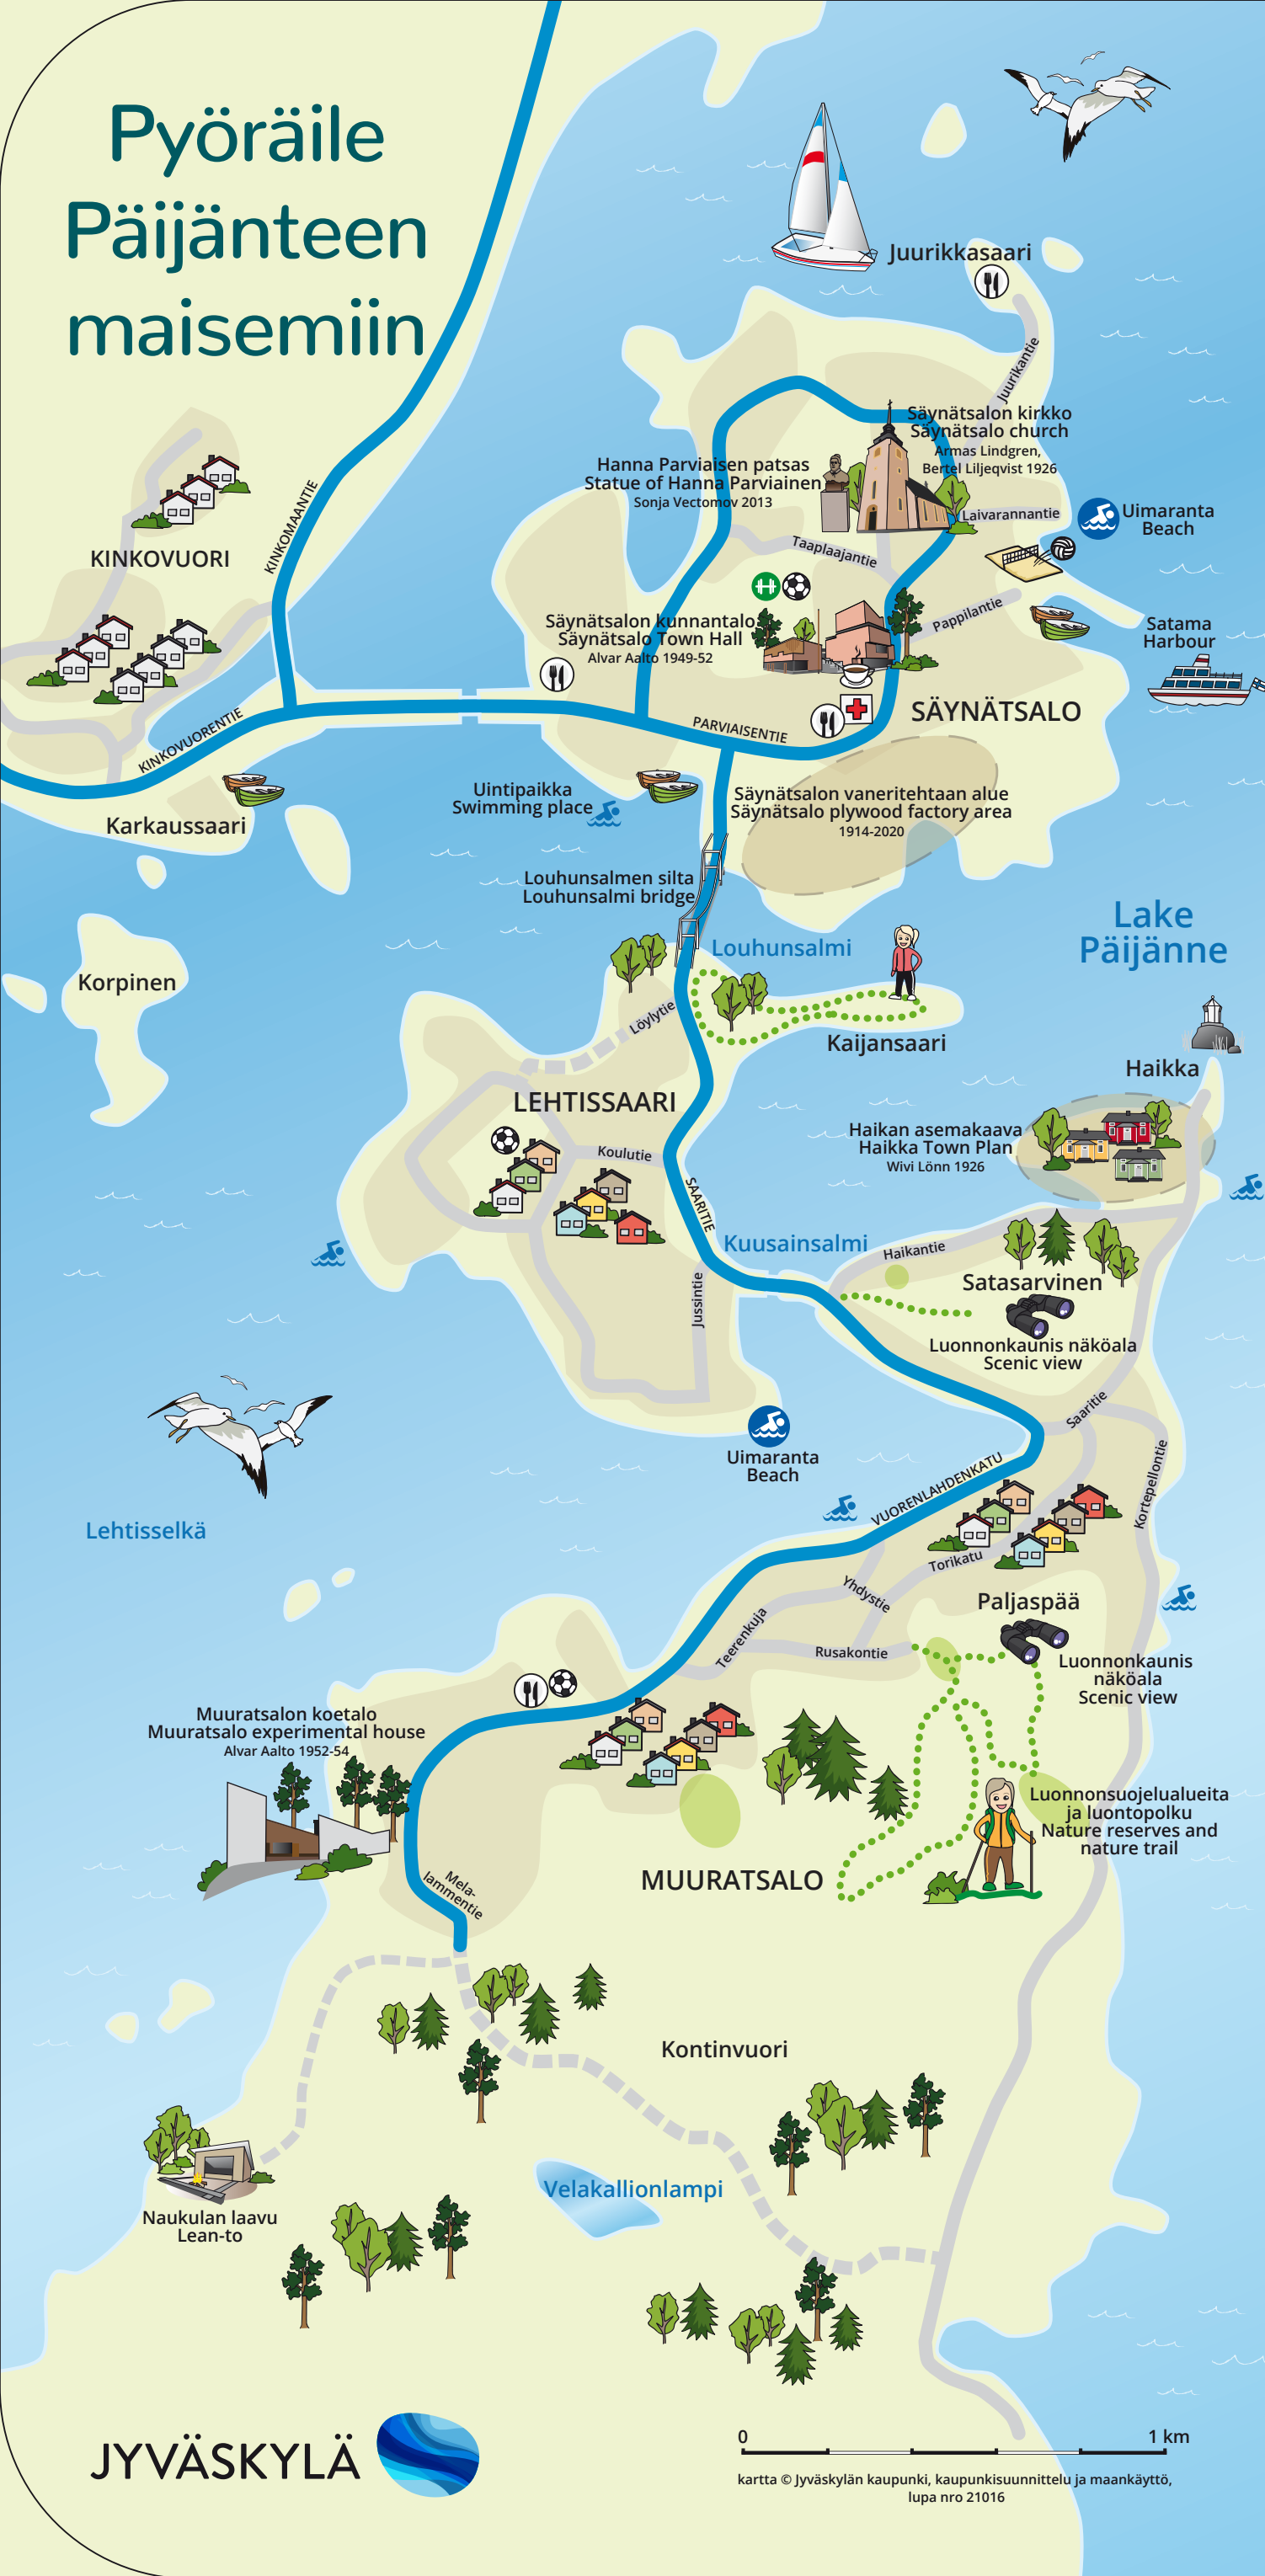 Pyöräile
Päijänteen
maisemiin
Juurikkasaari
Juurikantie
Säynätsalon kirkko
Säynätsalo church
Armas Lindgren,
Bertel Liljeqvist 1926
Hanna Parviaisen patsas
Statue of Hanna Parviainen
Sonja Vectomov 2013
Laivarannantie
Uimaranta
Beach
KINKOVUORI
KINKOMAANTIE
Taaplaajantie
Pappilantie
Säynätsalon kunnantalo
Säynätsalo Town Hall
Alvar Aalto 1949-52
Satama
Harbour
SÄYNÄTSALO
PARVIAISENTIE
KINKOVUORENTIE
Karkaussaari
Uintipaikka
Swimming place
Säynätsalon vaneritehtaan alue
Säynätsalo plywood factory area
1914-2020
Louhunsalmen silta
Louhunsalmi bridge
Louhunsalmi
Lake
Päijänne
Korpinen
Löylytie
Kaijansaari
Haikka
LEHTISSAARI
Haikan asemakaava
Haikka Town Plan
Wivi Lönn 1926
Koulutie
SAARITIE
Kuusainsalmi
Haikantie
Satasarvinen
Jussintie
Luonnonkaunis näköala
Scenic view
Saaritie
Uimaranta
Beach
Kortepellontie
VUORENLAHDENKATU
Lehtisselkä
Torikatu
Yhdystie
Paljaspää
Teerenkuja
Rusakontie
Luonnonkaunis
näköala
Scenic view
Muuratsalon koetalo
Muuratsalo experimental house
Alvar Aalto 1952-54
Luonnonsuojelualueita
ja luontopolku
Nature reserves and
nature trail
MUURATSALO
Mela-
lammentie
Kontinvuori
Velakallionlampi
Naukulan laavu
Lean-to
JYVÄSKYLÄ
0
1 km
kartta © Jyväskylän kaupunki, kaupunkisuunnittelu ja maankäyttö,
lupa nro 21016